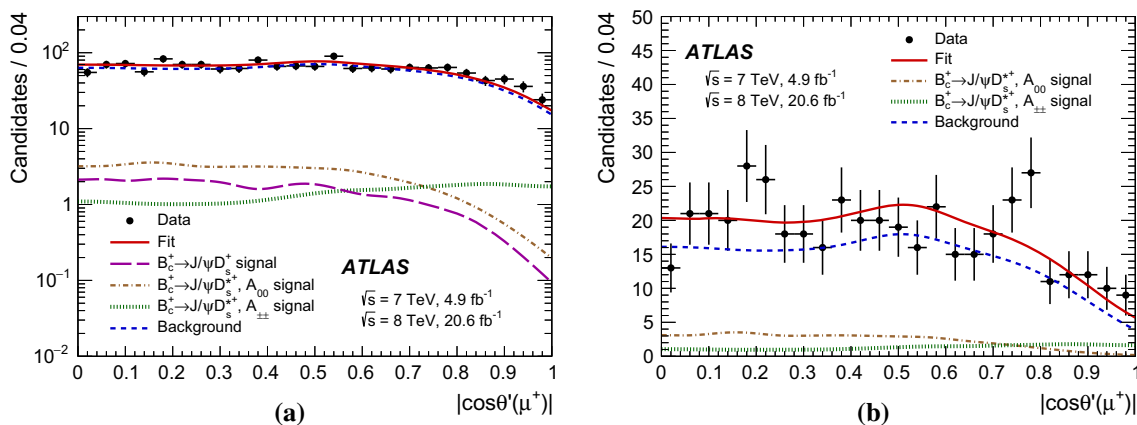 Candidates / 0.04
10²
10
1
10⁻¹
10⁻²
0 0.1 0.2 0.3 0.4 0.5 0.6 0.7 0.8 0.9 1
|cosθ'(μ⁺)|
Data
Fit
B_c⁺→J/ψD_s⁺ signal
B_c⁺→J/ψD_s*⁺, A₀₀ signal
B_c⁺→J/ψD_s*⁺, A_±± signal
Background
ATLAS
√s = 7 TeV, 4.9 fb⁻¹
√s = 8 TeV, 20.6 fb⁻¹
(a)
Candidates / 0.04
50
45
40
35
30
25
20
15
10
5
0
0 0.1 0.2 0.3 0.4 0.5 0.6 0.7 0.8 0.9 1
|cosθ'(μ⁺)|
ATLAS
√s = 7 TeV, 4.9 fb⁻¹
√s = 8 TeV, 20.6 fb⁻¹
Data
Fit
B_c⁺→J/ψD_s*⁺, A₀₀ signal
B_c⁺→J/ψD_s*⁺, A_±± signal
Background
(b)